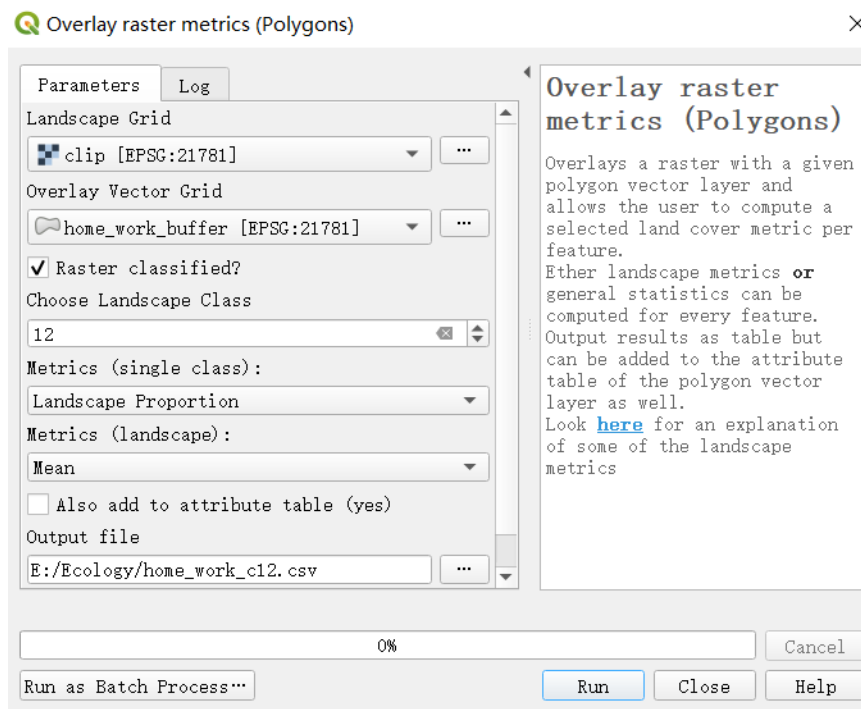 Overlay raster metrics (Polygons)
Parameters
Log
Landscape Grid
clip [EPSG:21781]
...
Overlay Vector Grid
home_work_buffer [EPSG:21781]
...
Raster classified?
Choose Landscape Class
12
Metrics (single class):
Landscape Proportion
Metrics (landscape):
Mean
Also add to attribute table (yes)
Output file
E:/Ecology/home_work_c12.csv
...
Overlay raster
metrics (Polygons)
Overlays a raster with a given
polygon vector layer and
allows the user to compute a
selected land cover metric per
feature.
Ether landscape metrics or
general statistics can be
computed for every feature.
Output results as table but
can be added to the attribute
table of the polygon vector
layer as well.
Look here for an explanation
of some of the landscape
metrics
0%
Cancel
Run as Batch Process…
Run
Close
Help